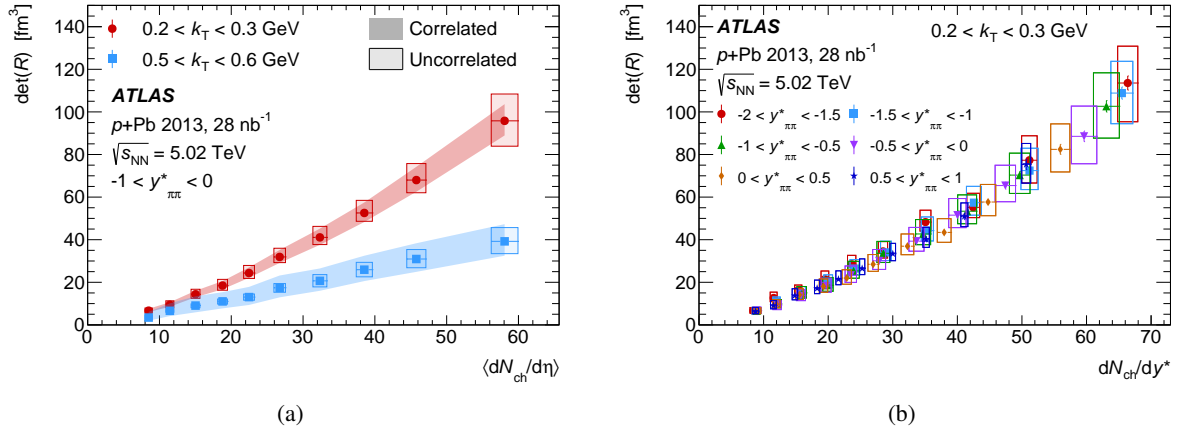 det(R) [fm³]
140
120
100
80
60
40
20
0
0.2 < k_T < 0.3 GeV
0.5 < k_T < 0.6 GeV
Correlated
Uncorrelated
ATLAS
p+Pb 2013, 28 nb⁻¹
√s_NN = 5.02 TeV
-1 < y*_ππ < 0
0 10 20 30 40 50 60
⟨dN_ch/dη⟩
(a)
det(R) [fm³]
140
120
100
80
60
40
20
0
ATLAS
0.2 < k_T < 0.3 GeV
p+Pb 2013, 28 nb⁻¹
√s_NN = 5.02 TeV
-2 < y*_ππ < -1.5
-1.5 < y*_ππ < -1
-1 < y*_ππ < -0.5
-0.5 < y*_ππ < 0
0 < y*_ππ < 0.5
0.5 < y*_ππ < 1
0 10 20 30 40 50 60 70
dN_ch/dy*
(b)